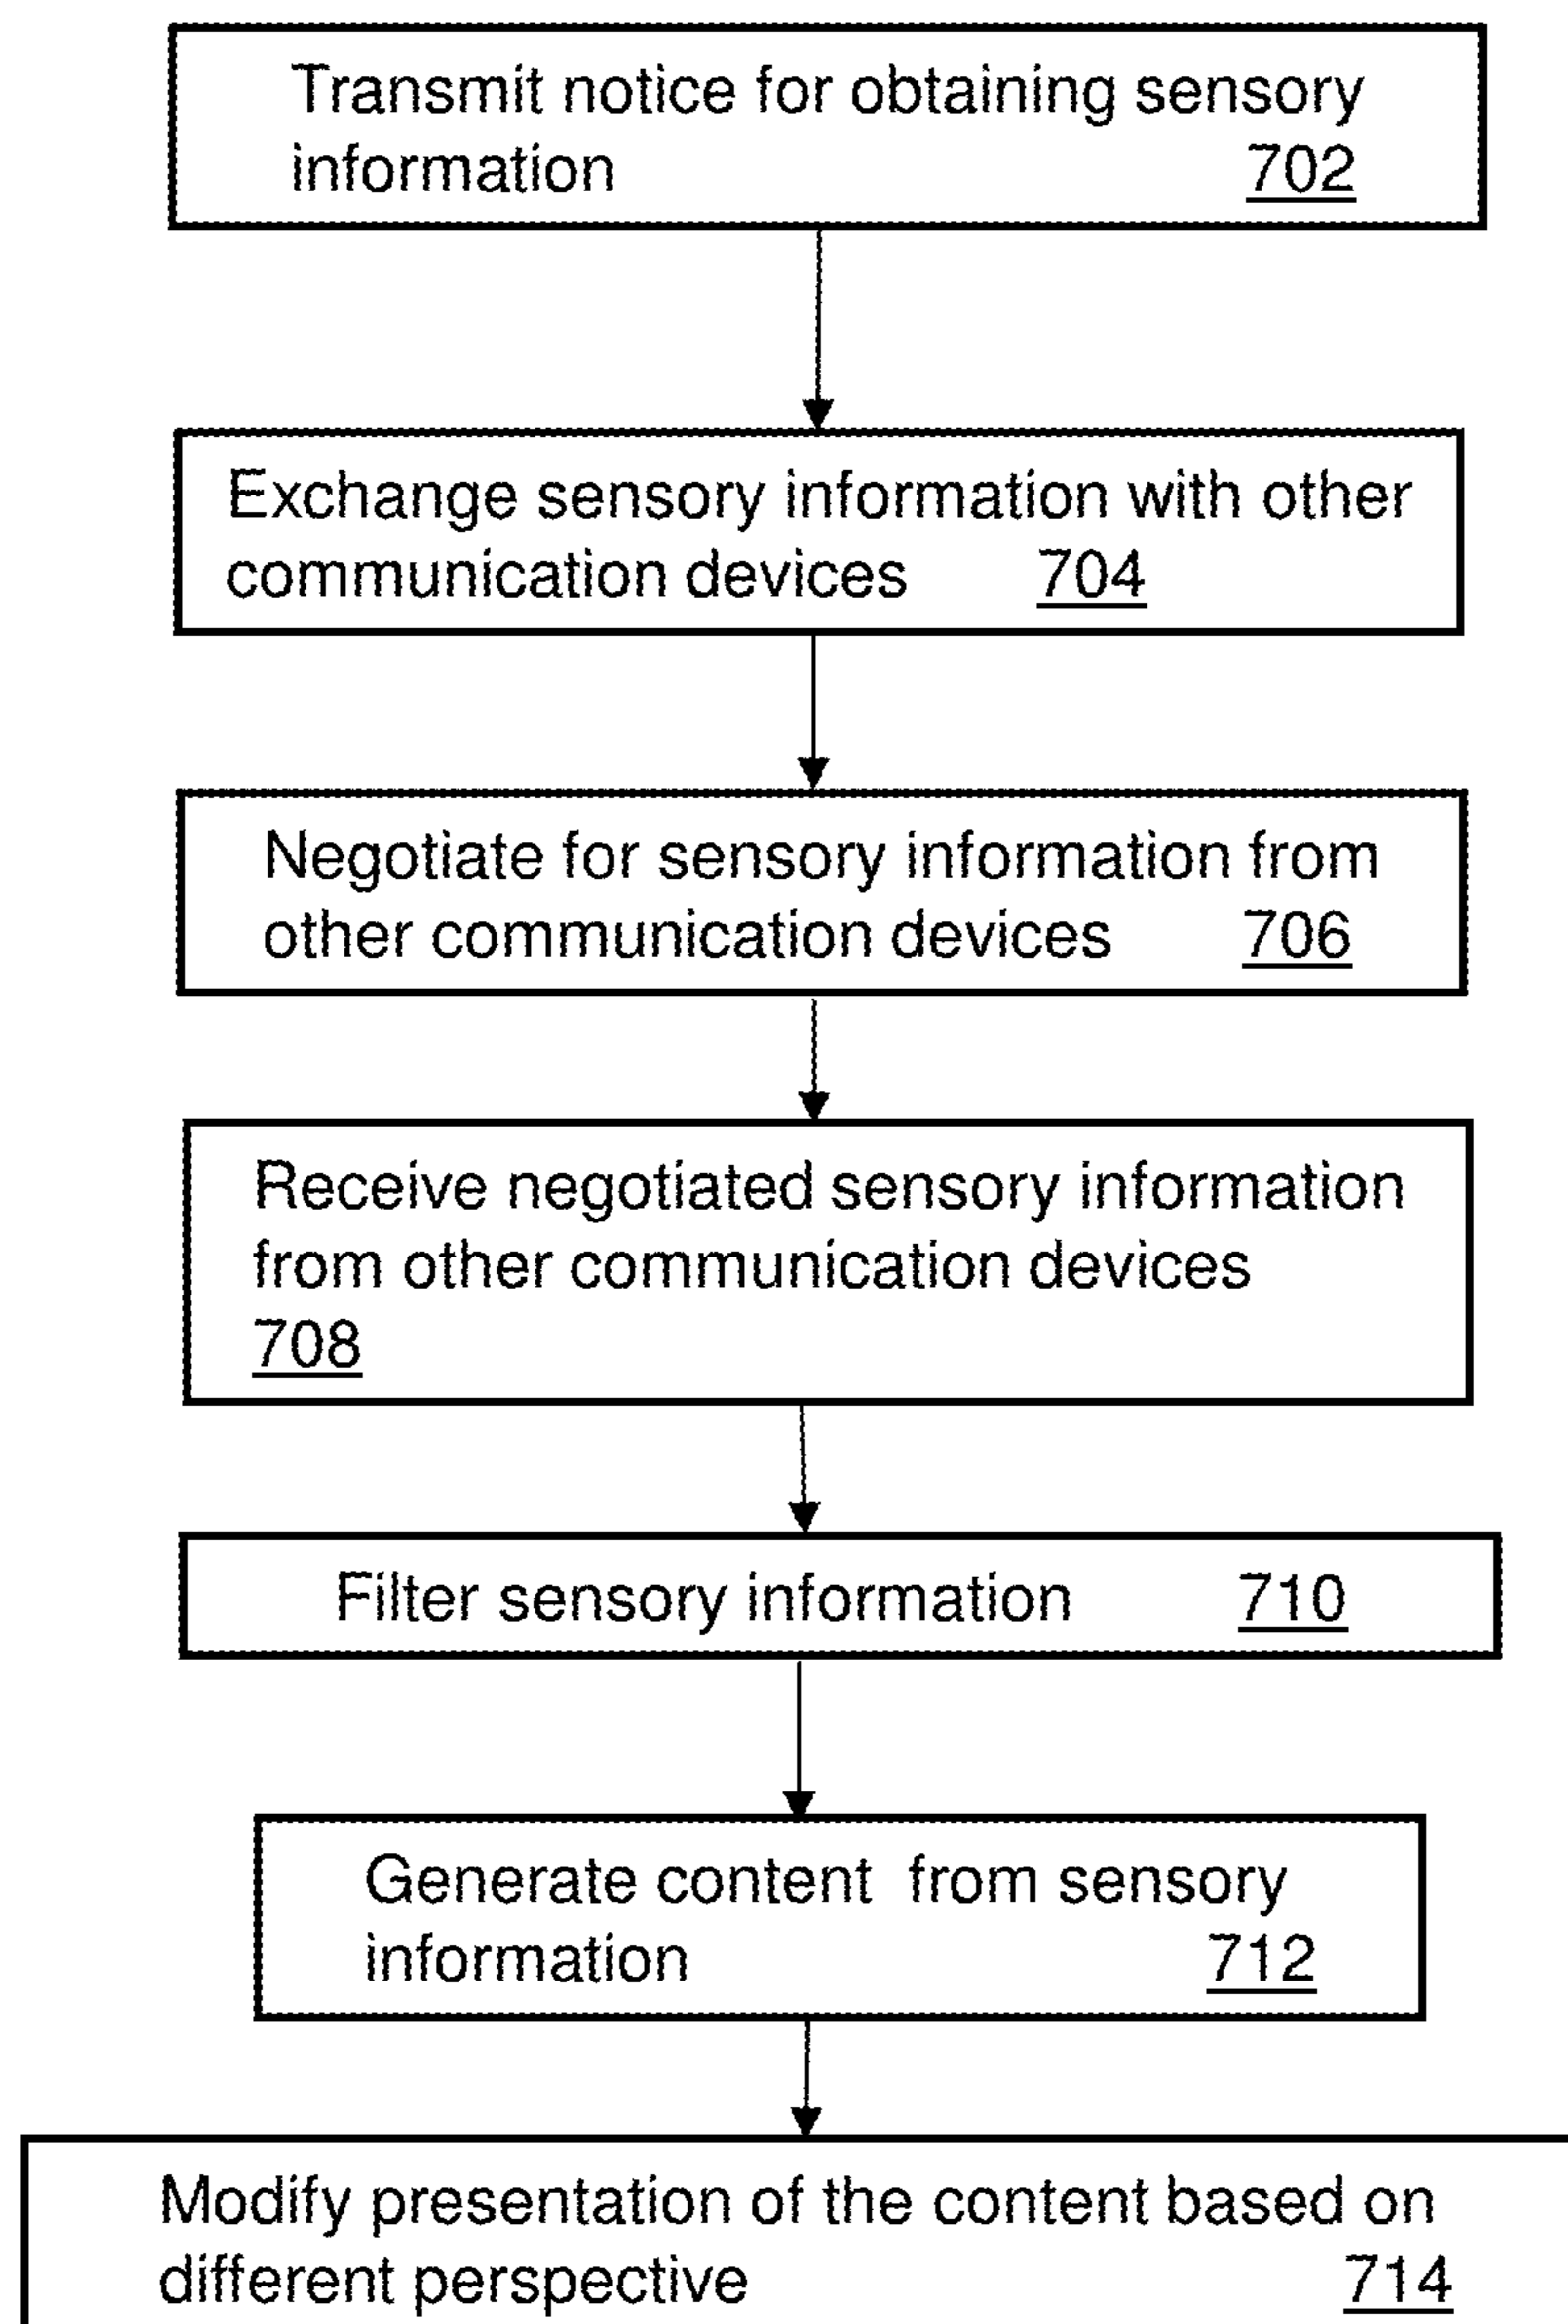 Transmit notice for obtaining sensory
information 702
Exchange sensory information with other
communication devices 704
Negotiate for sensory information from
other communication devices 706
Receive negotiated sensory information
from other communication devices
708
Filter sensory information 710
Generate content from sensory
information 712
Modify presentation of the content based on
different perspective 714